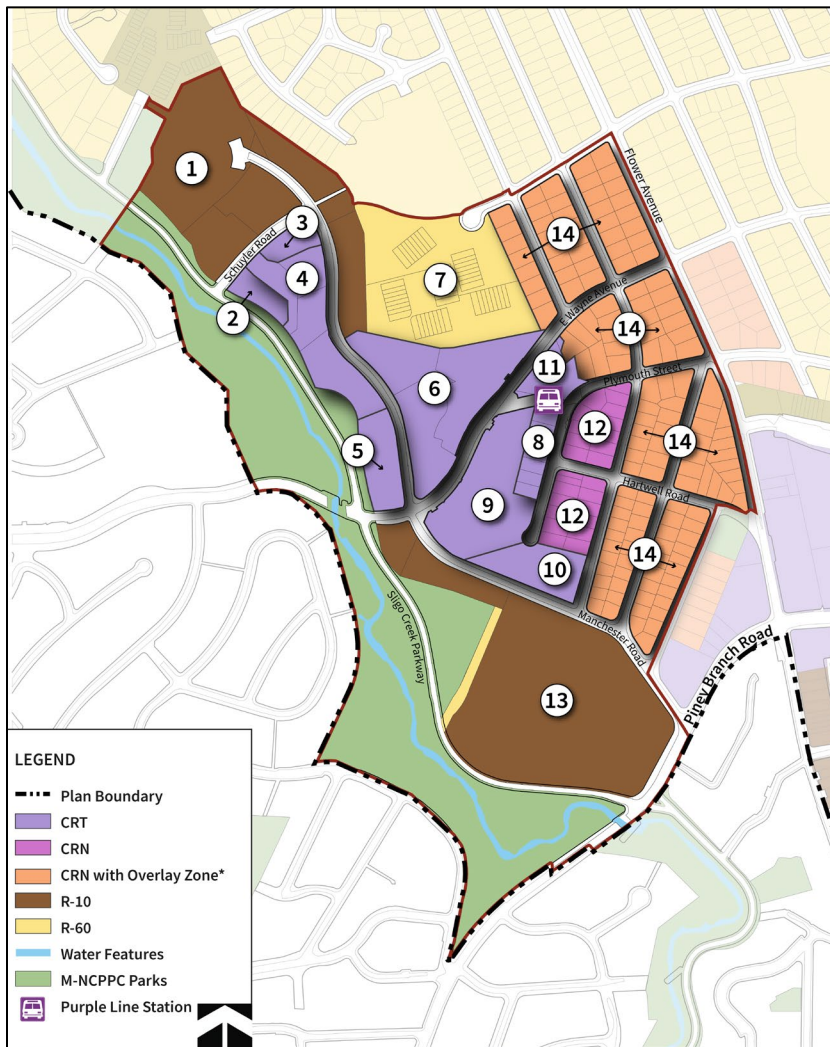 1
Flower Avenue
3
14
Schuyler Road
4
7
E Wayne Avenue
2
14
11
Plymouth Street
6
12
14
5
8
Hartwell Road
9
12
14
10
Manchester Road
Sligo Creek Parkway
Piney Branch Road
13
LEGEND
Plan Boundary
CRT
CRN
CRN with Overlay Zone*
R-10
R-60
Water Features
M-NCPPC Parks
Purple Line Station